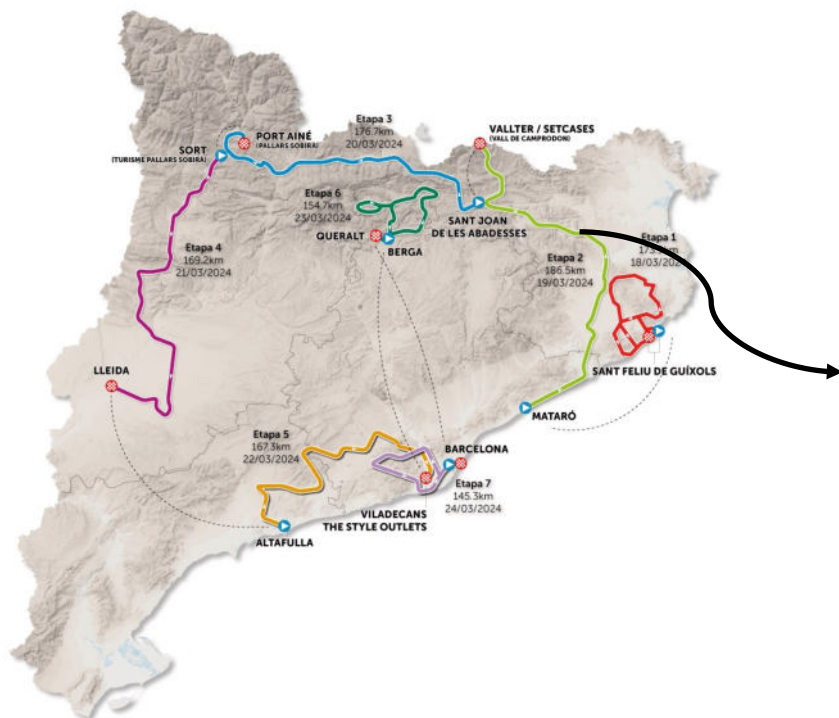 Etapa 3
176.7km
20/03/2024
VALLTER / SETCASES
(VALL DE CAMPRODON)
PORT AINÉ
(PALLARS SOBIRÀ)
SORT
(TURISME PALLARS SOBIRÀ)
Etapa 6
154.7km
23/03/2024
SANT JOAN
DE LES ABADESSES
QUERALT
BERGA
Etapa 4
169.2km
21/03/2024
Etapa 2
186.5km
19/03/2024
Etapa 1
18/03/
LLEIDA
SANT FELIU DE GUÍXOLS
MATARÓ
Etapa 5
167.3km
22/03/2024
BARCELONA
Etapa 7
145.3km
24/03/2024
VILADECANS
THE STYLE OUTLETS
ALTAFULLA